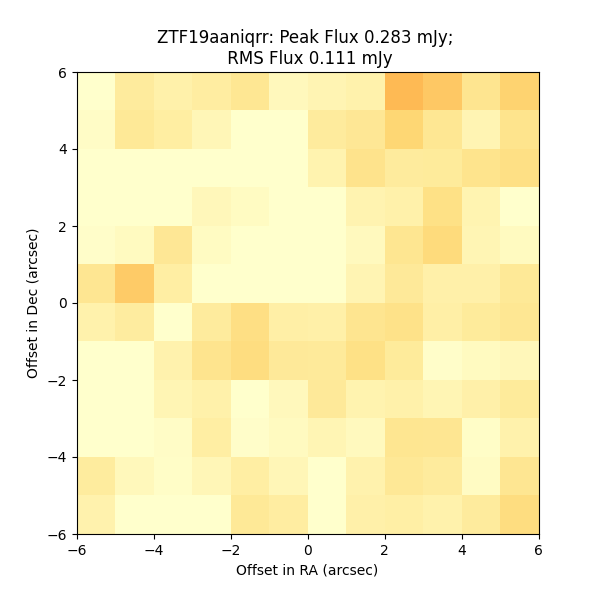 ZTF19aaniqrr: Peak Flux 0.283 mJy;
RMS Flux 0.111 mJy
6
4
2
0
−2
−4
−6
Offset in Dec (arcsec)
−6 −4 −2 0 2 4 6
Offset in RA (arcsec)